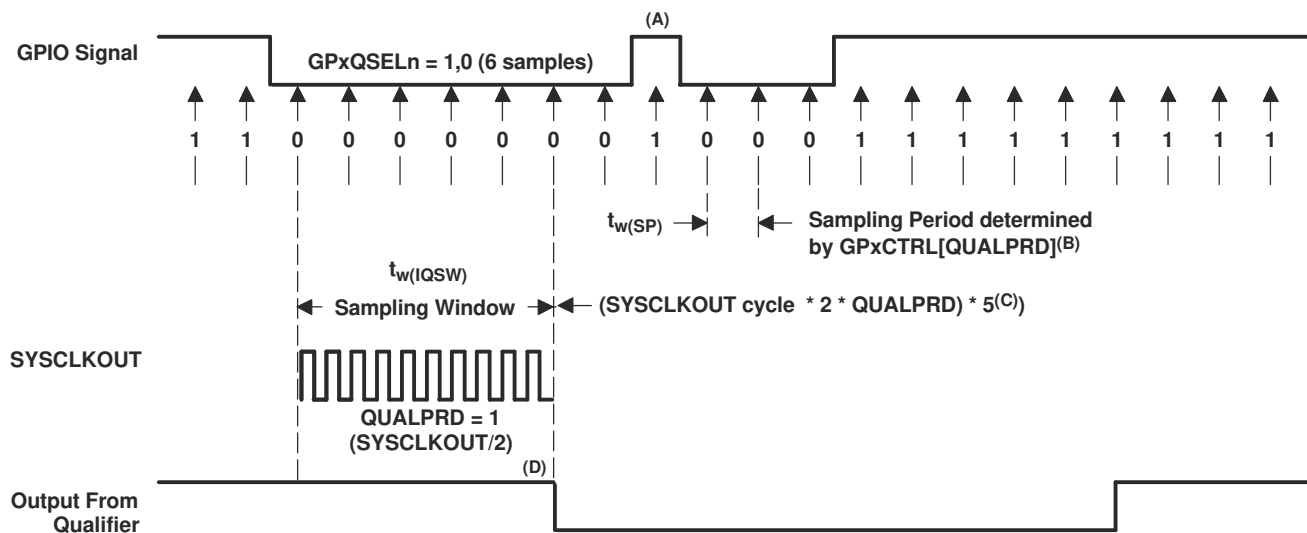 (A)
GPIO Signal
GPxQSELn = 1,0 (6 samples)
1 1 0 0 0 0 0 0 0 1 0 0 0 1 1 1 1 1 1 1 1 1
tw(SP)
Sampling Period determined
by GPxCTRL[QUALPRD](B)
tw(IQSW)
Sampling Window
(SYSCLKOUT cycle * 2 * QUALPRD) * 5(C))
SYSCLKOUT
QUALPRD = 1
(SYSCLKOUT/2)
(D)
Output From
Qualifier